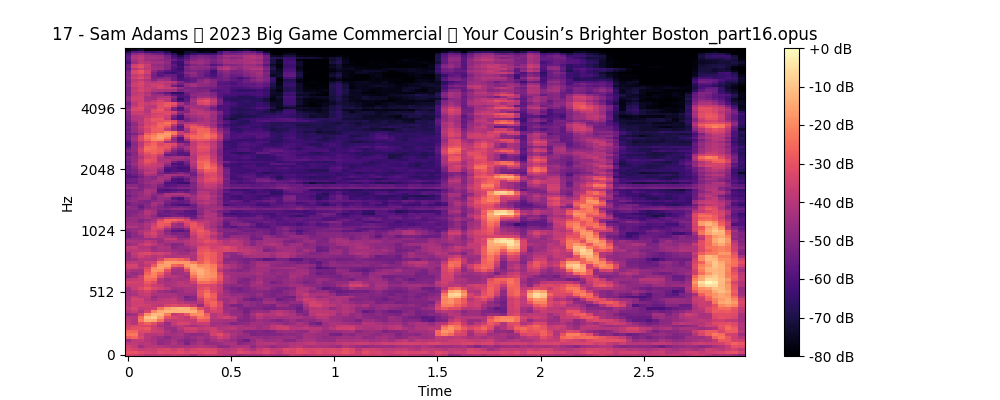 17 - Sam Adams ▯ 2023 Big Game Commercial ▯ Your Cousin’s Brighter Boston_part16.opus
Hz
4096
2048
1024
512
0
0 0.5 1 1.5 2 2.5
Time
+0 dB
-10 dB
-20 dB
-30 dB
-40 dB
-50 dB
-60 dB
-70 dB
-80 dB